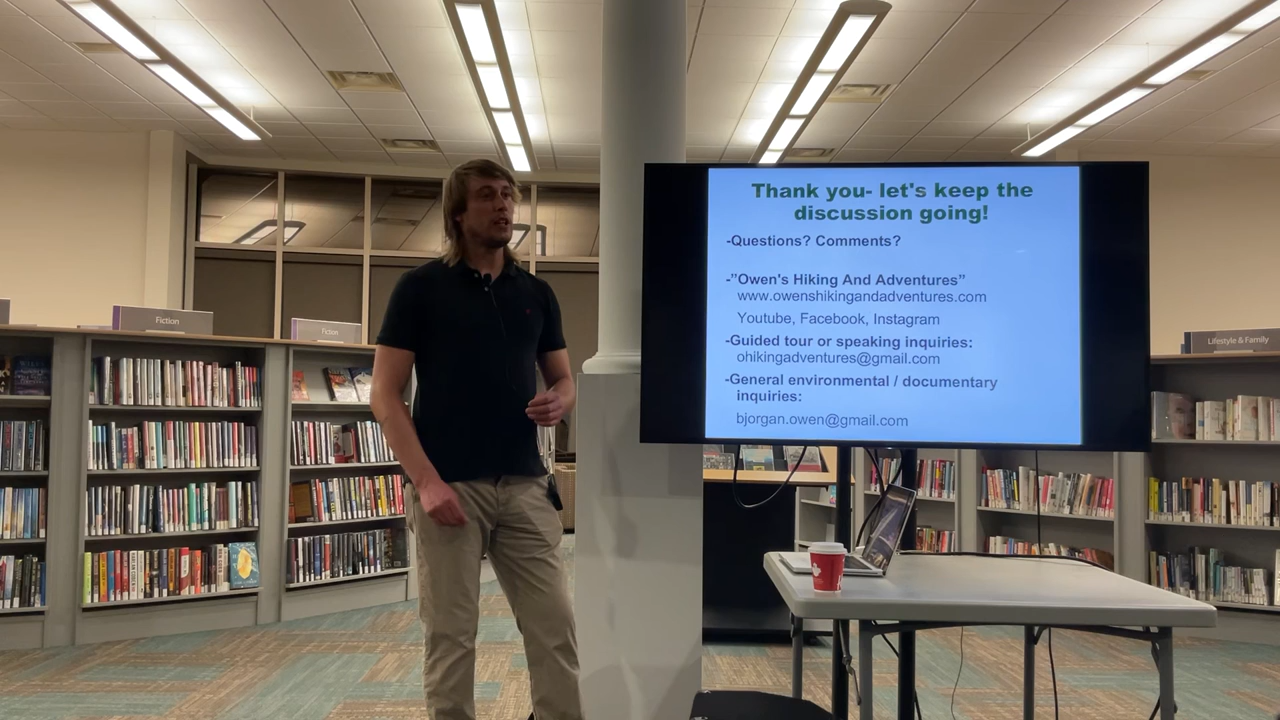 Thank you- let's keep the
discussion going!
-Questions? Comments?
-”Owen's Hiking And Adventures”
www.owenshikingandadventures.com
Youtube, Facebook, Instagram
-Guided tour or speaking inquiries:
ohikingadventures@gmail.com
-General environmental / documentary
inquiries:
bjorgan.owen@gmail.com
Fiction
Fiction
Lifestyle & Family